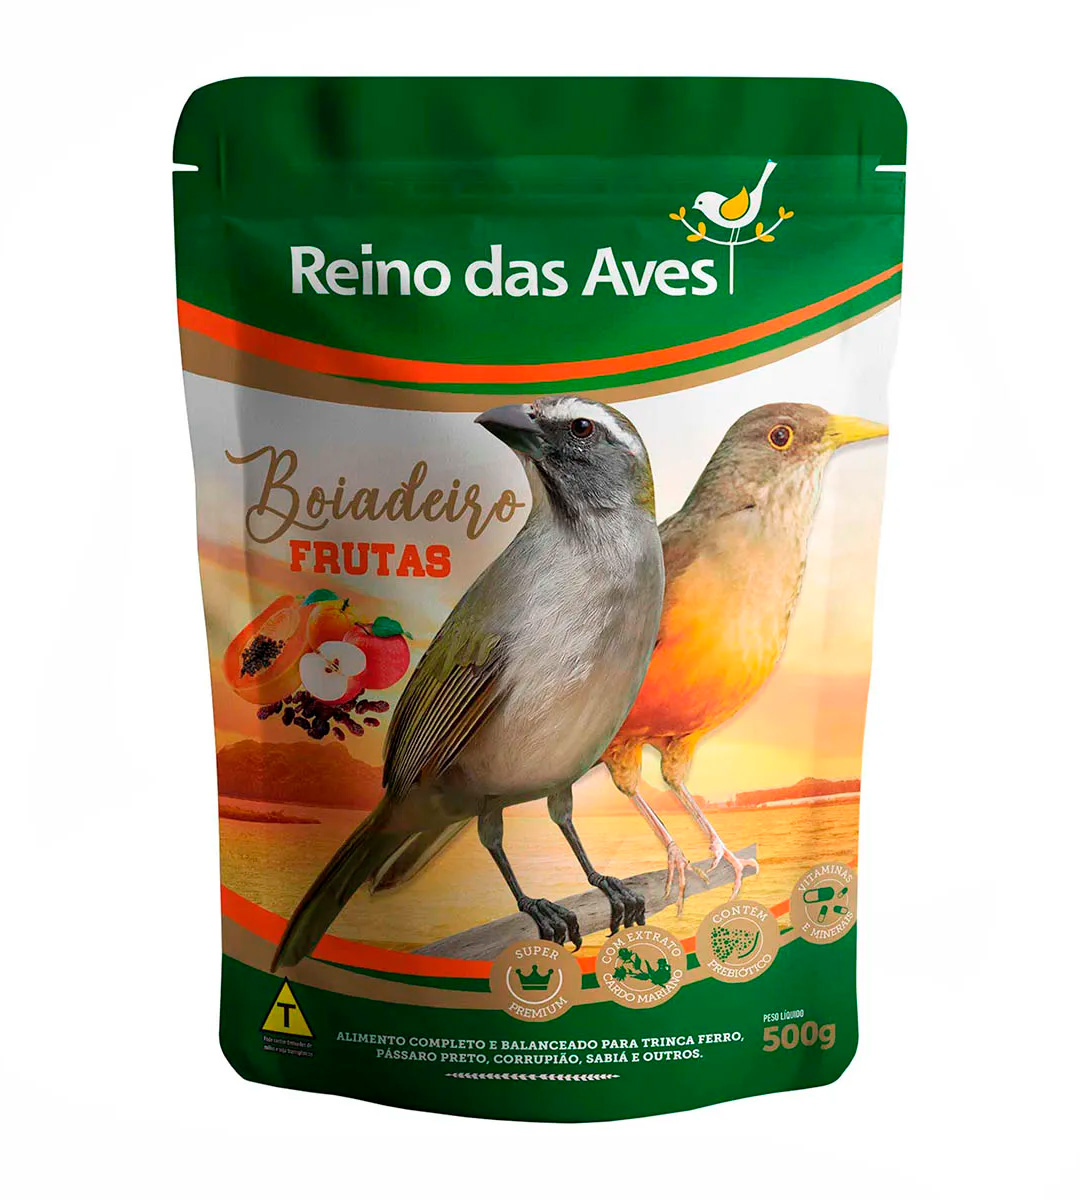 Reino das Aves
Boiadeiro
FRUTAS
SUPER
PREMIUM
COM EXTRATO
CARDO MARIANO
CONTÉM
PREBIÓTICO
VITAMINAS
E MINERAIS
T
ALIMENTO COMPLETO E BALANCEADO PARA TRINCA FERRO,
PÁSSARO PRETO, CORRUPIÃO, SABIÁ E OUTROS.
PESO LÍQUIDO
500g